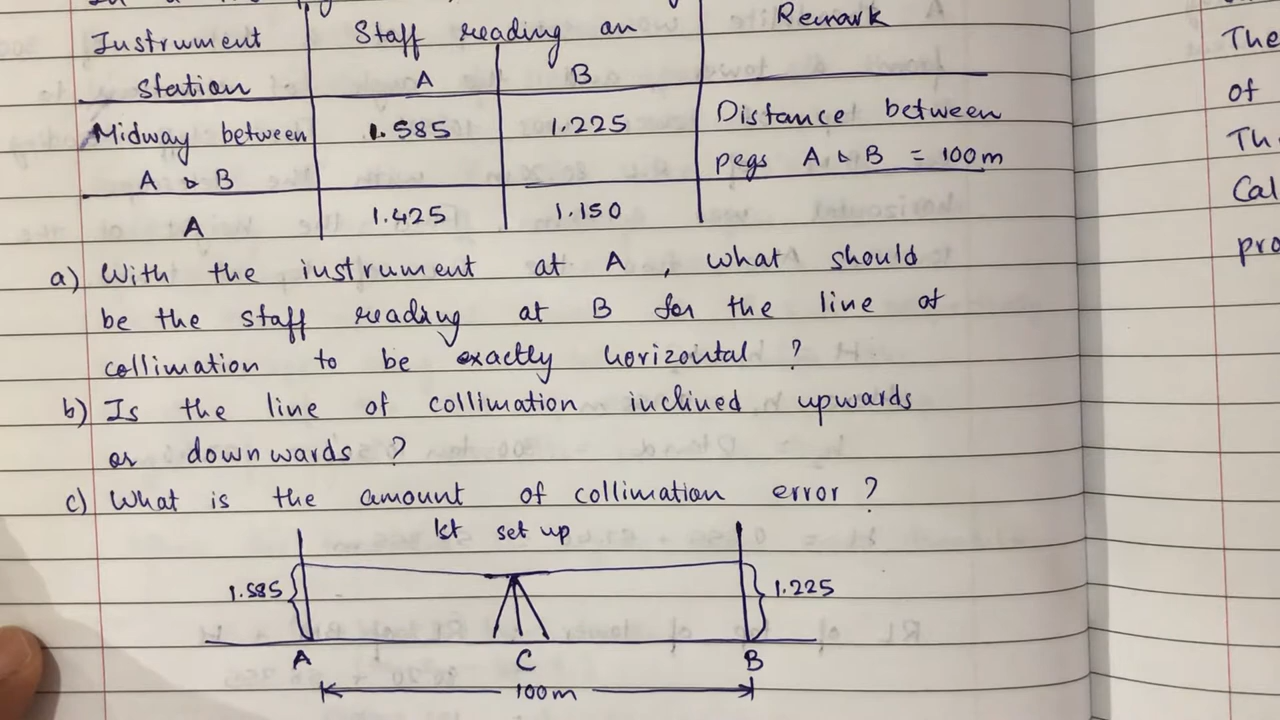 Instrument station | Staff reading on | Remark
A | B
Midway between A & B | 1.585 | 1.225 | Distance between pegs A & B = 100m
A | 1.425 | 1.150
a) With the instrument at A, what should
be the staff reading at B for the line of
collimation to be exactly horizontal ?
b) Is the line of collimation inclined upwards
or downwards ?
c) What is the amount of collimation error ?
Ist set up
1.585
1.225
A C B
100m
The
of
Th
Cal
pro